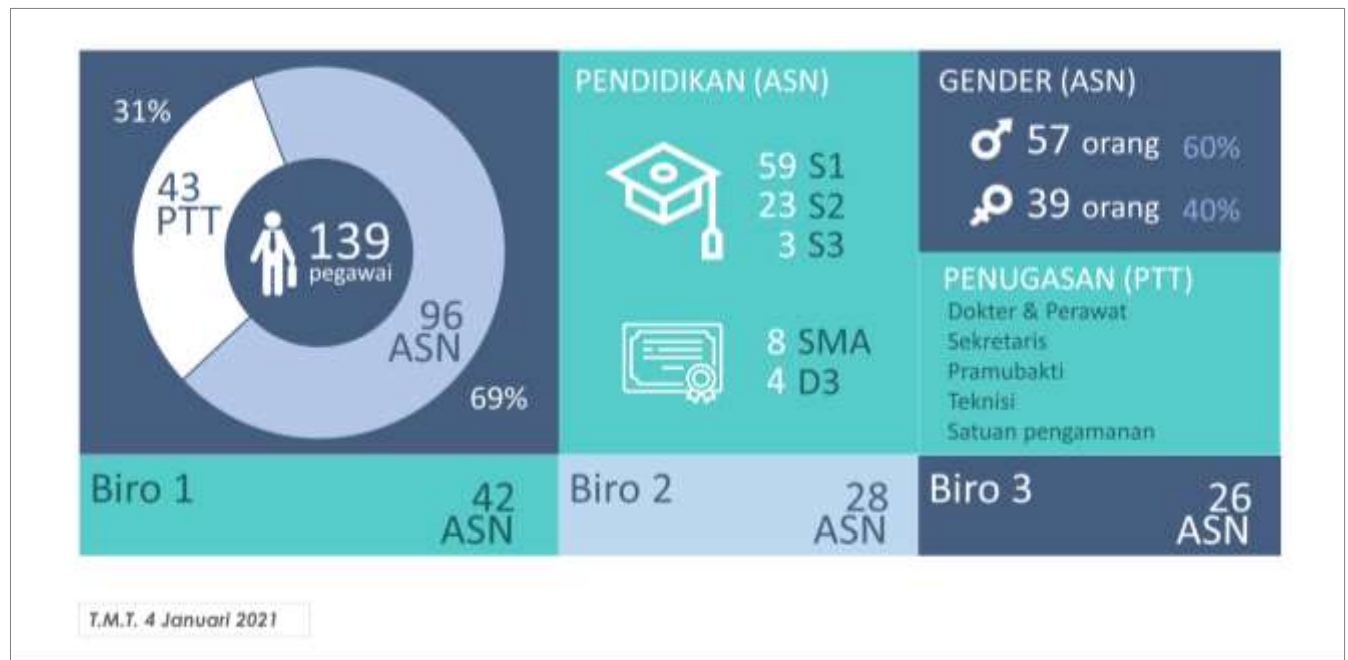 31%
43
PTT
139
pegawai
96
ASN
69%
PENDIDIKAN (ASN)
59 S1
23 S2
3 S3
8 SMA
4 D3
GENDER (ASN)
57 orang 60%
39 orang 40%
PENUGASAN (PTT)
Dokter & Perawat
Sekretaris
Pramubakti
Teknisi
Satuan pengamanan
Biro 1
42
ASN
Biro 2
28
ASN
Biro 3
26
ASN
T.M.T. 4 Januari 2021